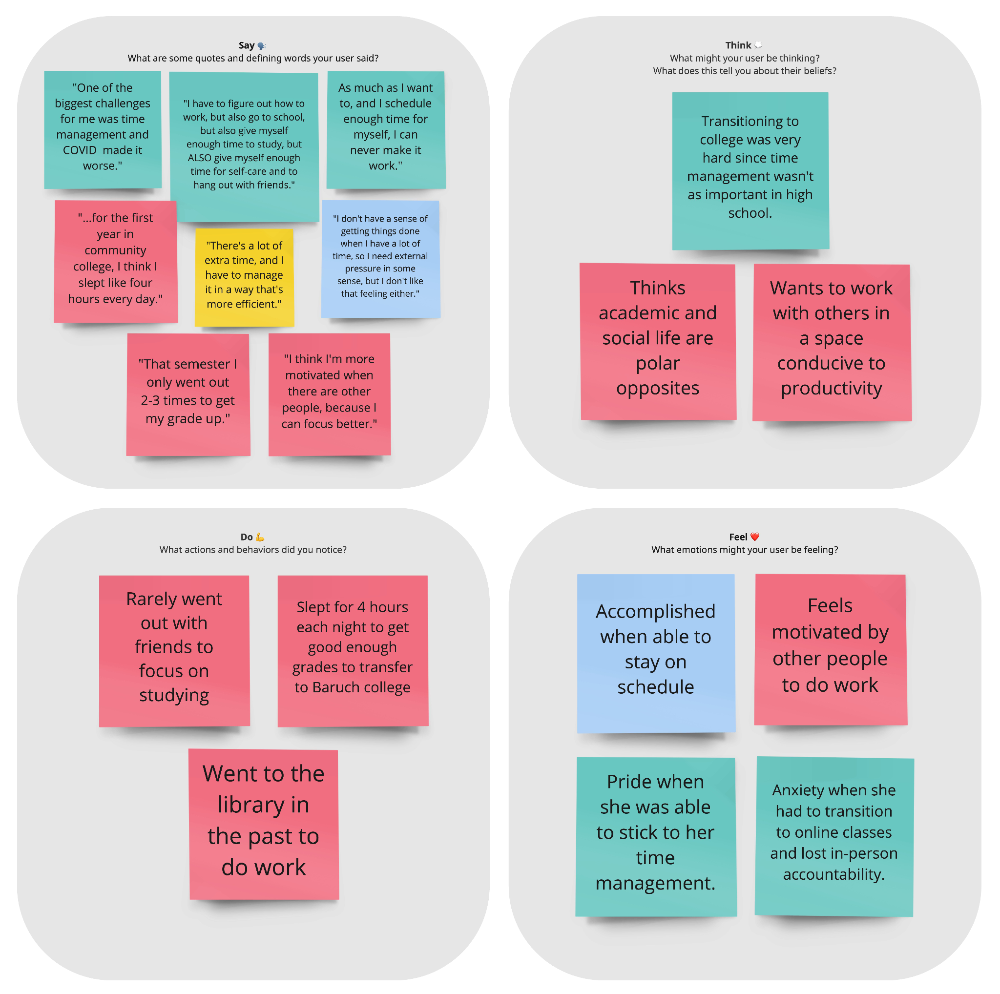 Say 🗣️
What are some quotes and defining words your user said?
"One of the
biggest challenges
for me was time
management and
COVID  made it
worse."
"I have to figure out how to
work, but also go to school,
but also give myself
enough time to study, but
ALSO give myself enough
time for self-care and to
hang out with friends."
As much as I want
to, and I schedule
enough time for
myself, I can
never make it
work."
"...for the first
year in
community
college, I think I
slept like four
hours every day."
"There's a lot of
extra time, and I
have to manage
it in a way that's
more efficient."
"I don't have a sense of
getting things done
when I have a lot of
time, so I need external
pressure in some
sense, but I don't like
that feeling either."
"That semester I
only went out
2-3 times to get
my grade up."
"I think I'm more
motivated when
there are other
people, because I
can focus better."
Think 💭
What might your user be thinking?
What does this tell you about their beliefs?
Transitioning to
college was very
hard since time
management wasn't
as important in high
school.
Thinks
academic and
social life are
polar
opposites
Wants to work
with others in
a space
conducive to
productivity
Do 💪
What actions and behaviors did you notice?
Rarely went
out with
friends to
focus on
studying
Slept for 4 hours
each night to get
good enough
grades to transfer
to Baruch college
Went to the
library in
the past to
do work
Feel ❤️
What emotions might your user be feeling?
Accomplished
when able to
stay on
schedule
Feels
motivated by
other people
to do work
Pride when
she was able
to stick to her
time
management.
Anxiety when she
had to transition
to online classes
and lost in-person
accountability.